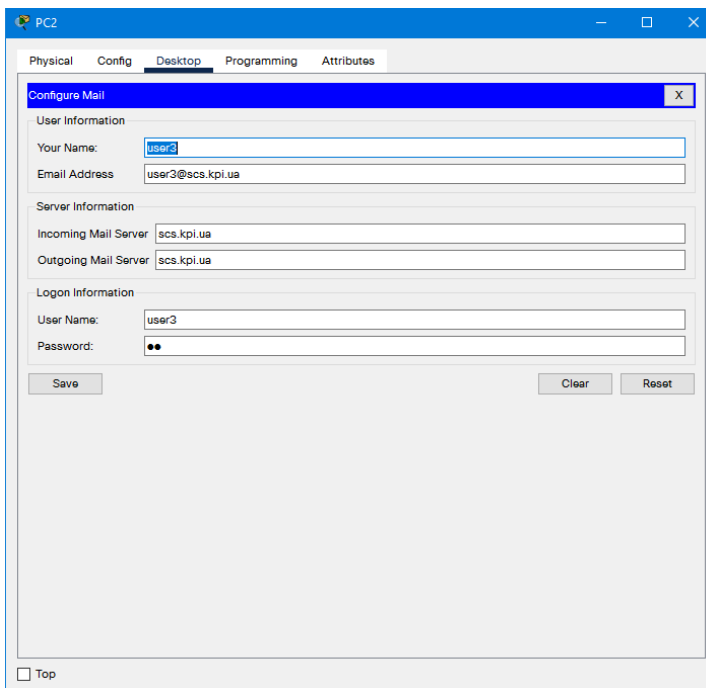 PC2
Physical Config Desktop Programming Attributes
Configure Mail X
User Information
Your Name: user3
Email Address user3@scs.kpi.ua
Server Information
Incoming Mail Server scs.kpi.ua
Outgoing Mail Server scs.kpi.ua
Logon Information
User Name: user3
Password: ●●
Save Clear Reset
Top